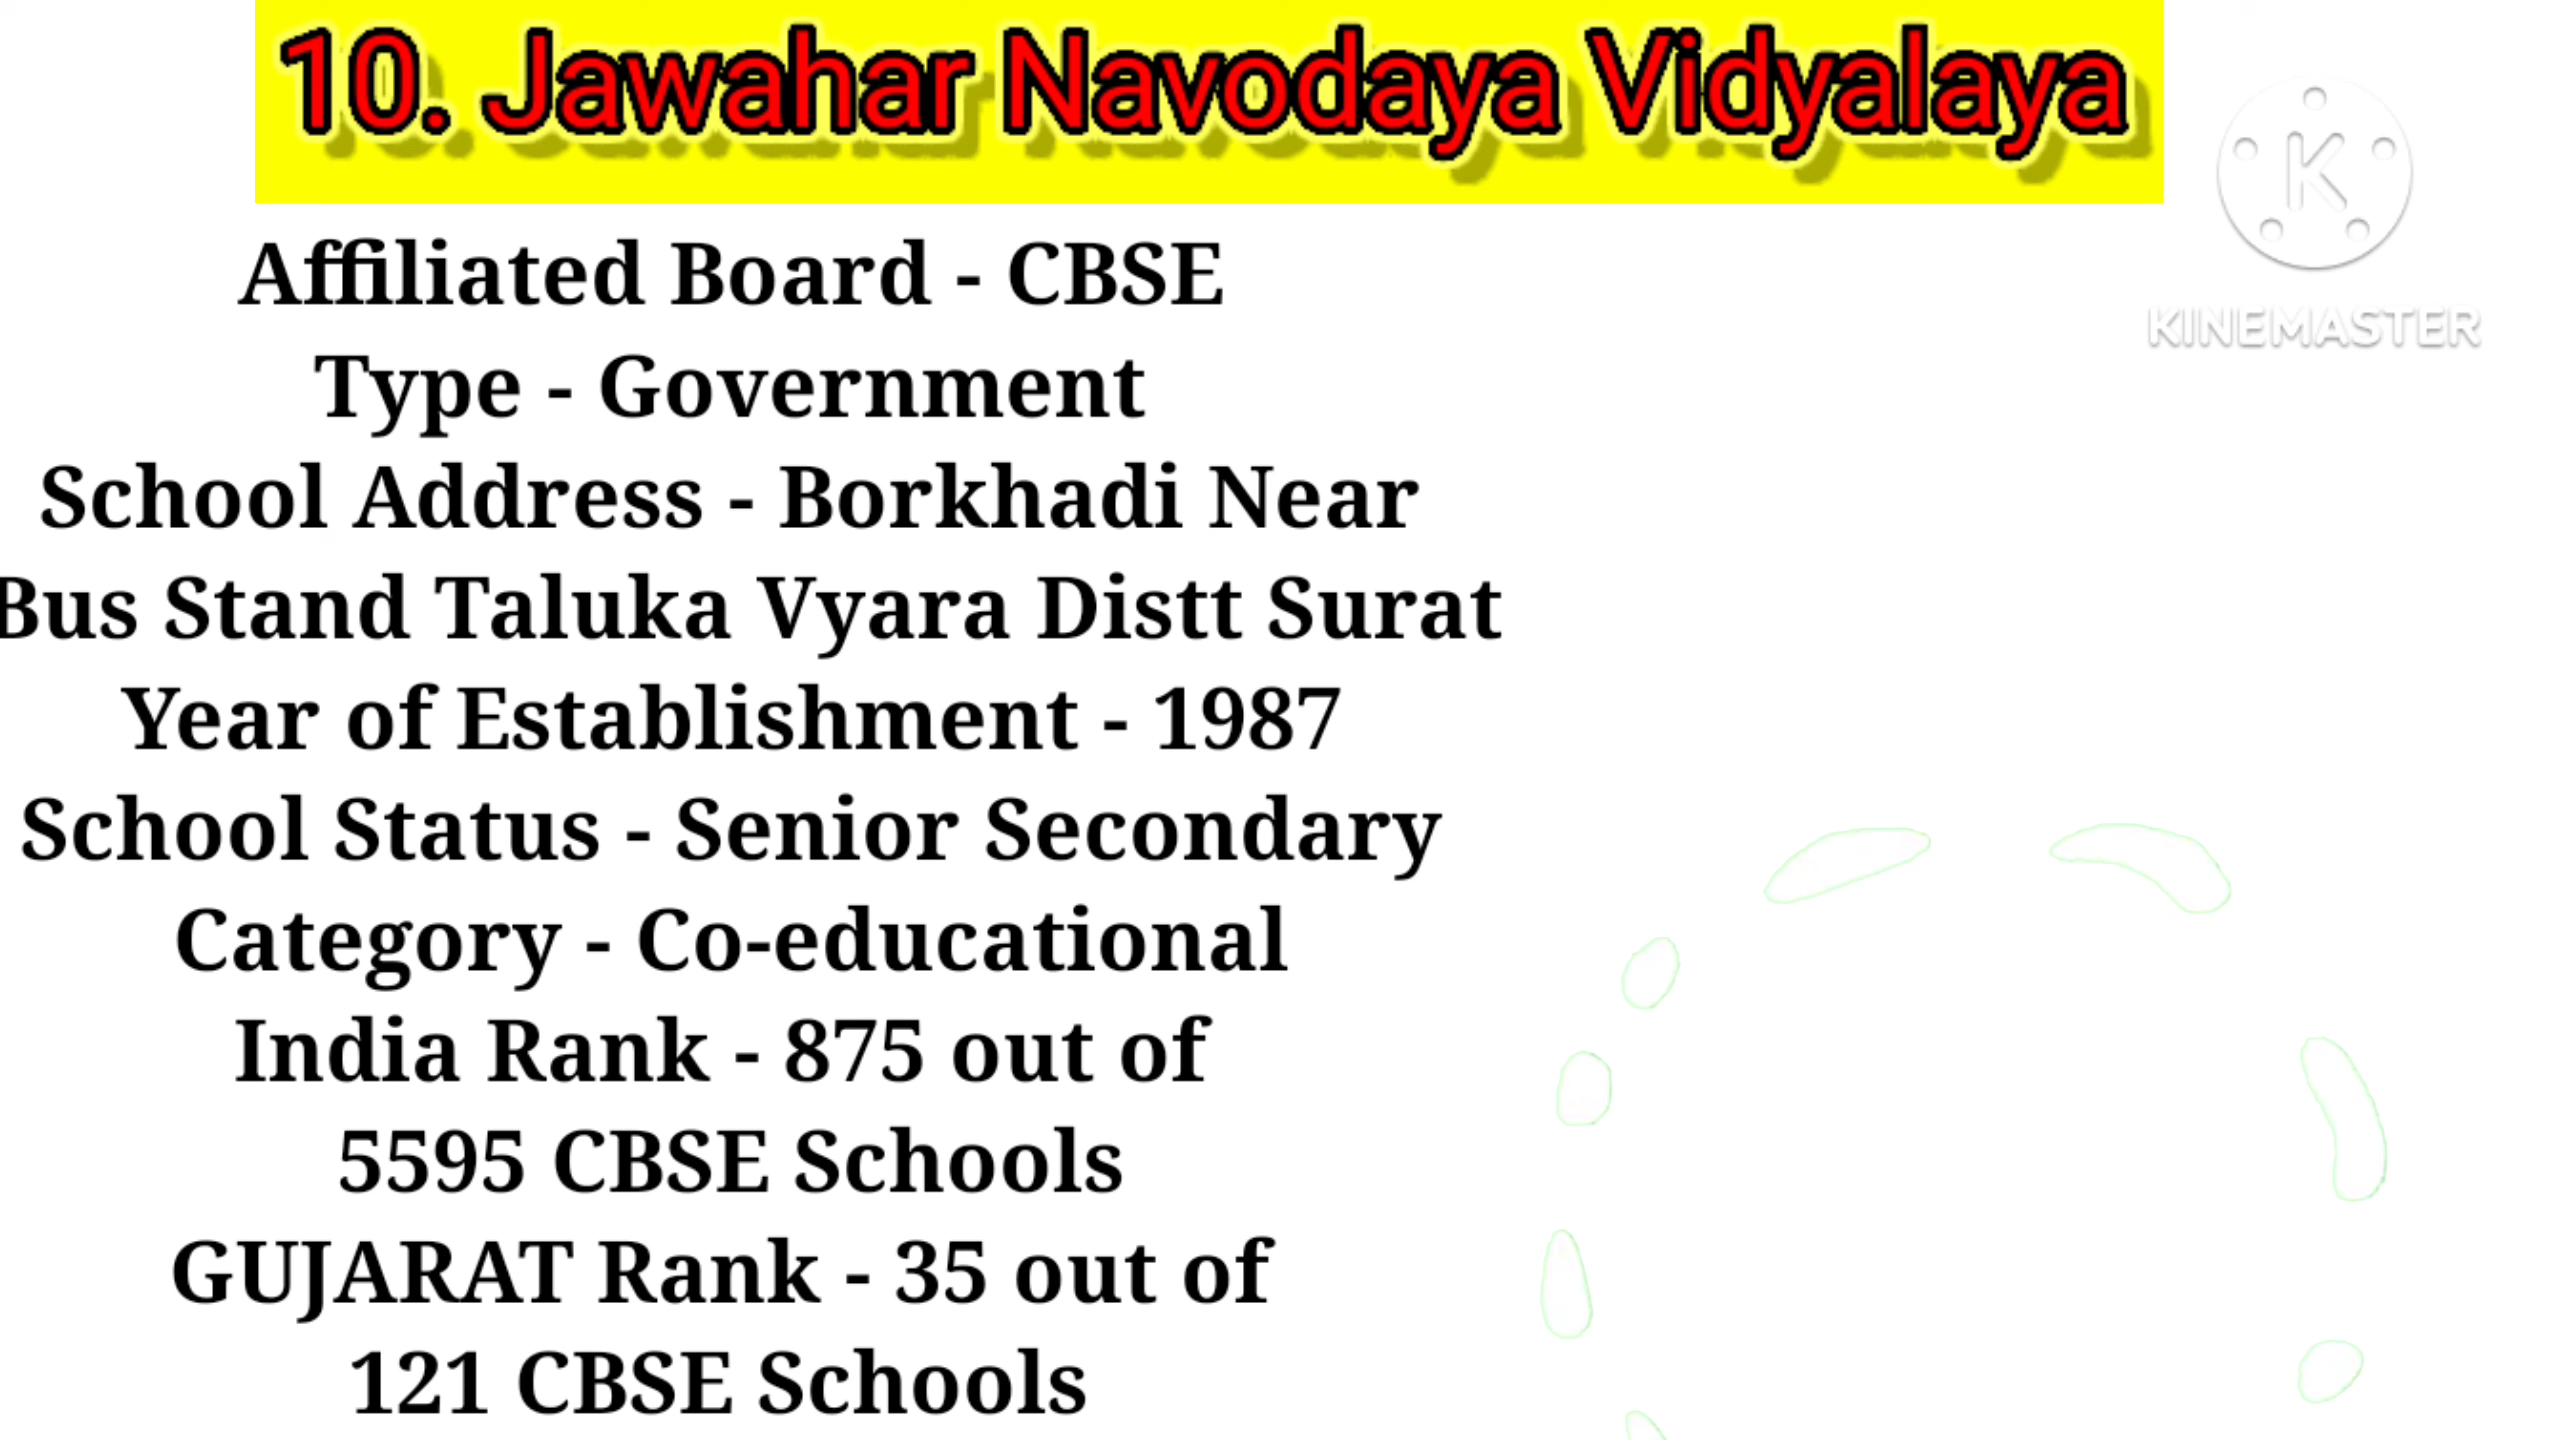 10. Jawahar Navodaya Vidyalaya
K
KINEMASTER
Affiliated Board - CBSE
Type - Government
School Address - Borkhadi Near
Bus Stand Taluka Vyara Distt Surat
Year of Establishment - 1987
School Status - Senior Secondary
Category - Co-educational
India Rank - 875 out of
5595 CBSE Schools
GUJARAT Rank - 35 out of
121 CBSE Schools